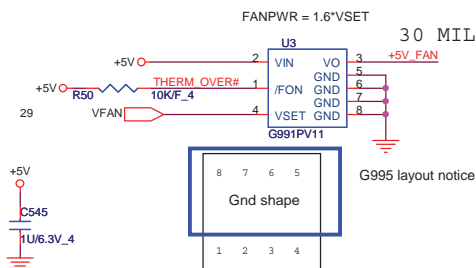 FANPWR = 1.6*VSET
30 MIL
U3
+5V 2 VIN VO 3 +5V_FAN
GND 5
+5V R50 10K/F_4 THERM_OVER# 1 /FON GND 6
GND 7
29 VFAN 4 VSET GND 8
G991PV11
G995 layout notice
8 7 6 5
Gnd shape
1 2 3 4
+5V
C545
1U/6.3V_4